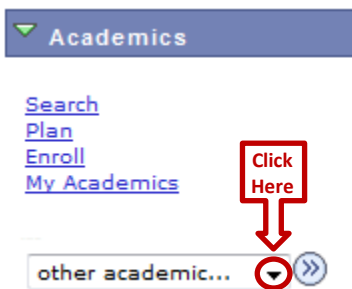 Academics
Search
Plan
Enroll
My Academics
Click
Here
other academic...